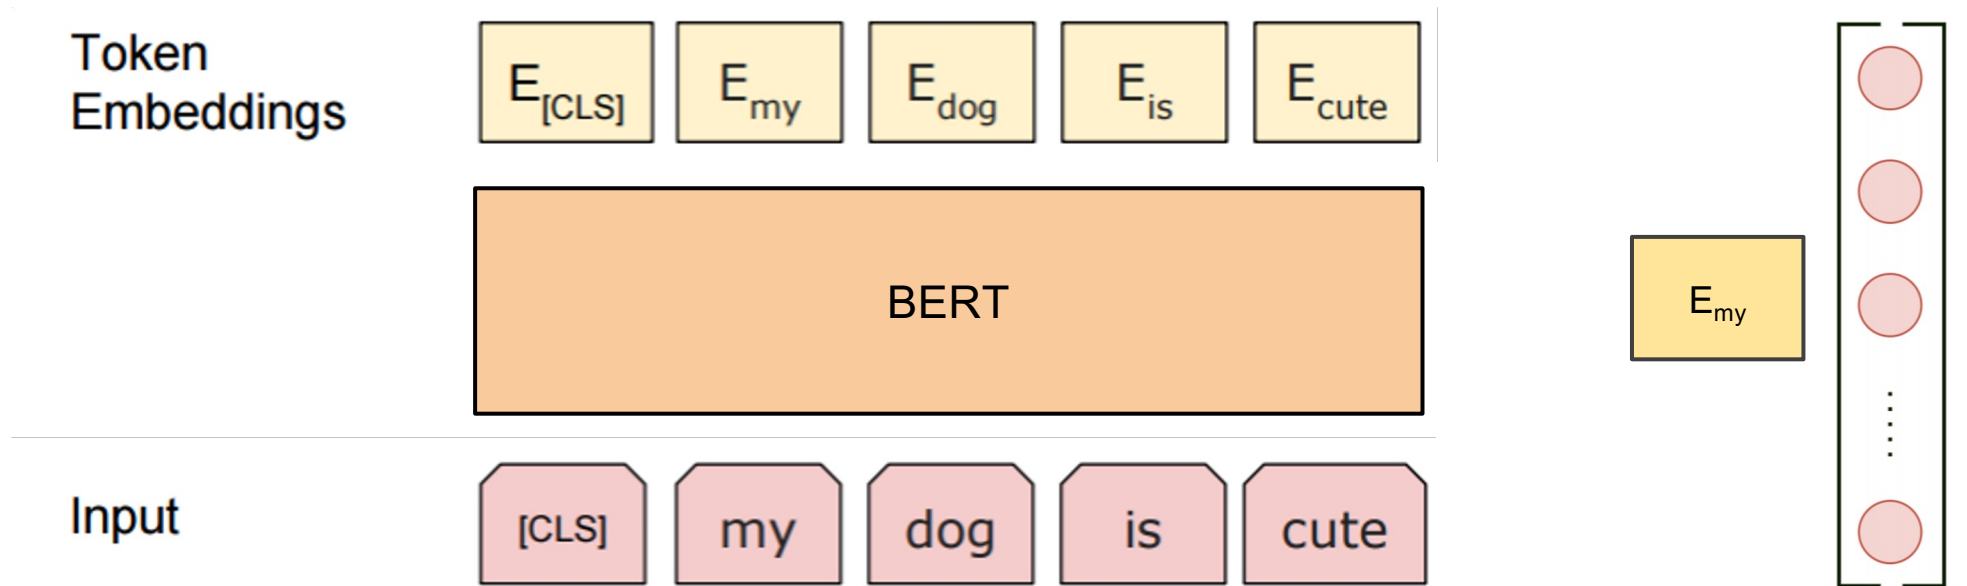 Token
Embeddings
E[CLS] Emy Edog Eis Ecute
BERT
Emy
Input
[CLS] my dog is cute